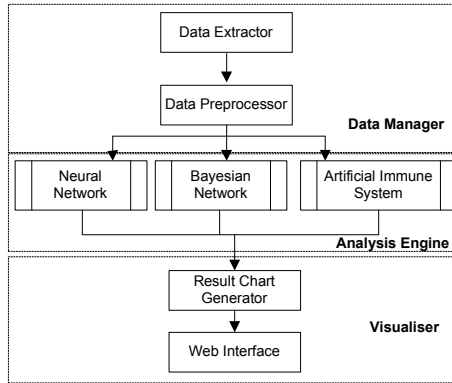 Data Extractor
Data Preprocessor
Data Manager
Neural
Network
Bayesian
Network
Artificial Immune
System
Analysis Engine
Result Chart
Generator
Visualiser
Web Interface